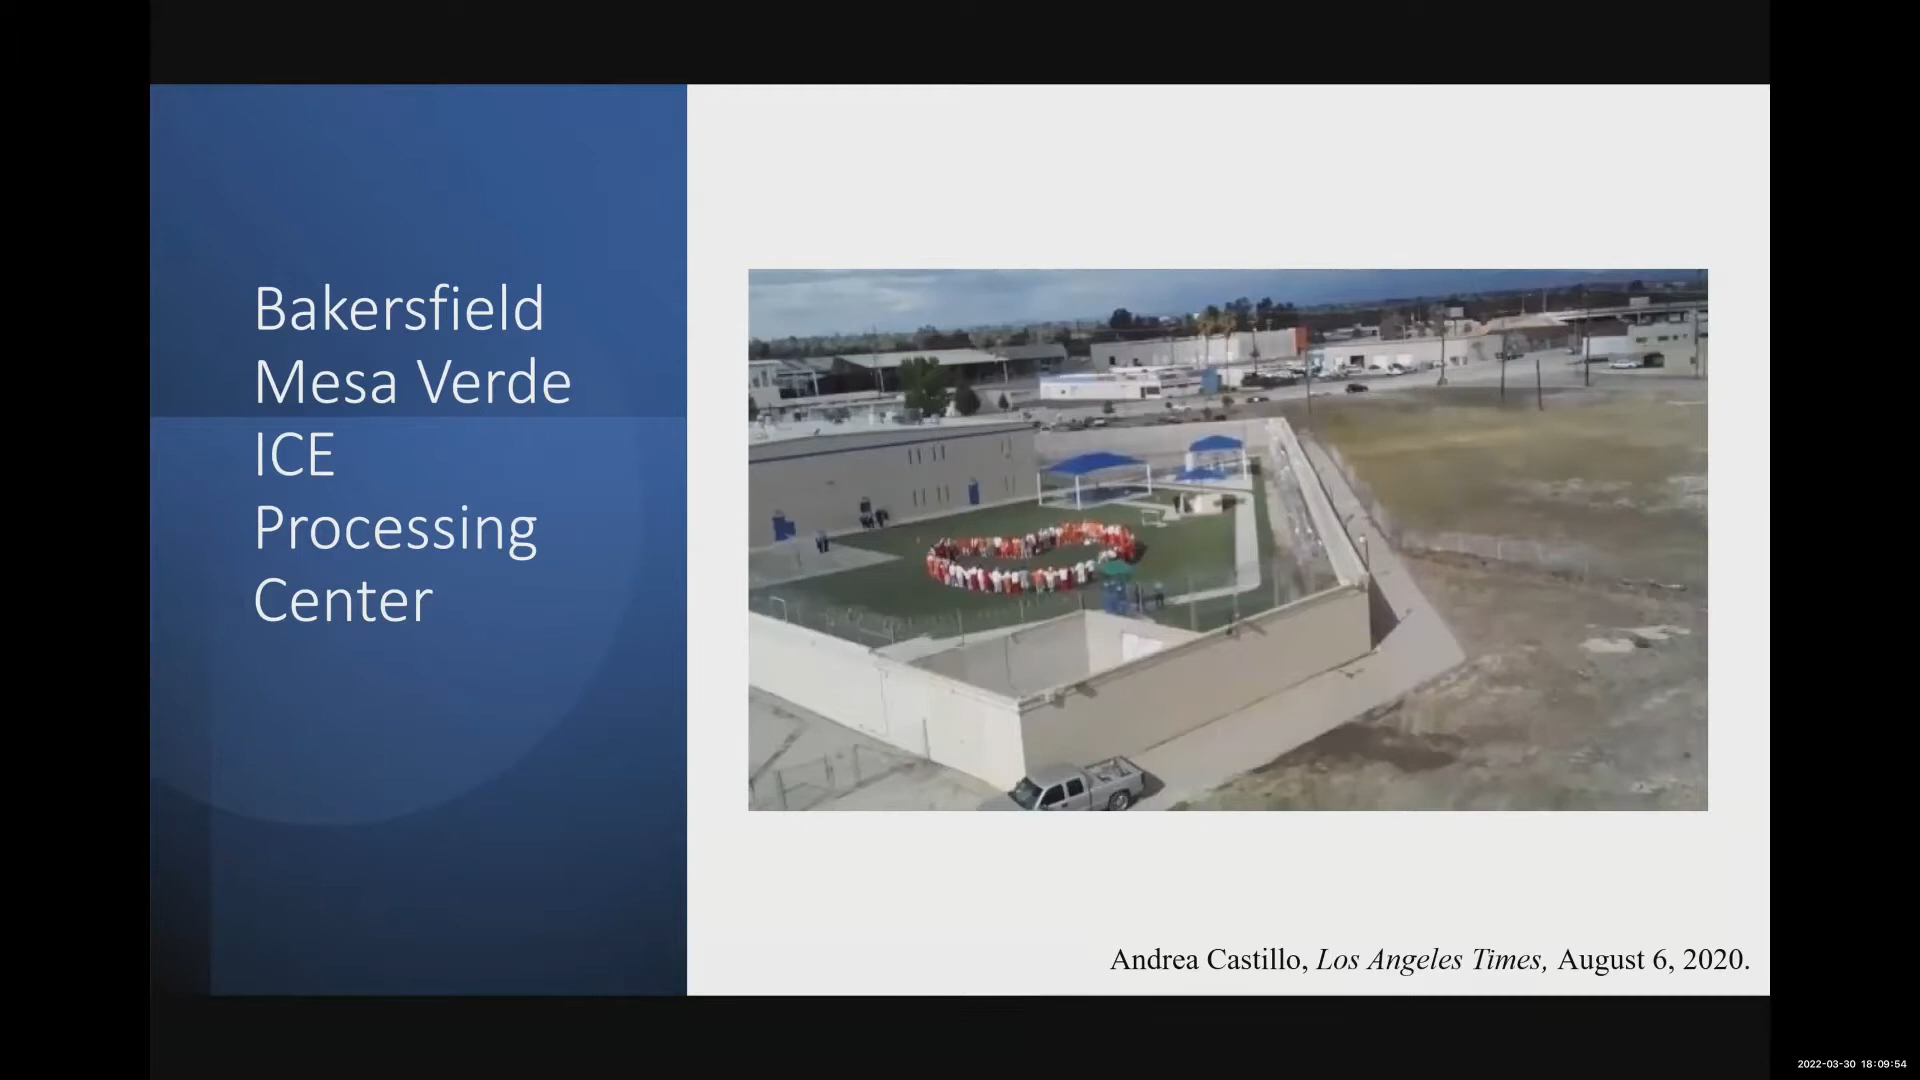 Bakersfield
Mesa Verde
ICE
Processing
Center
Andrea Castillo, Los Angeles Times, August 6, 2020.
2022-03-30 18:09:54